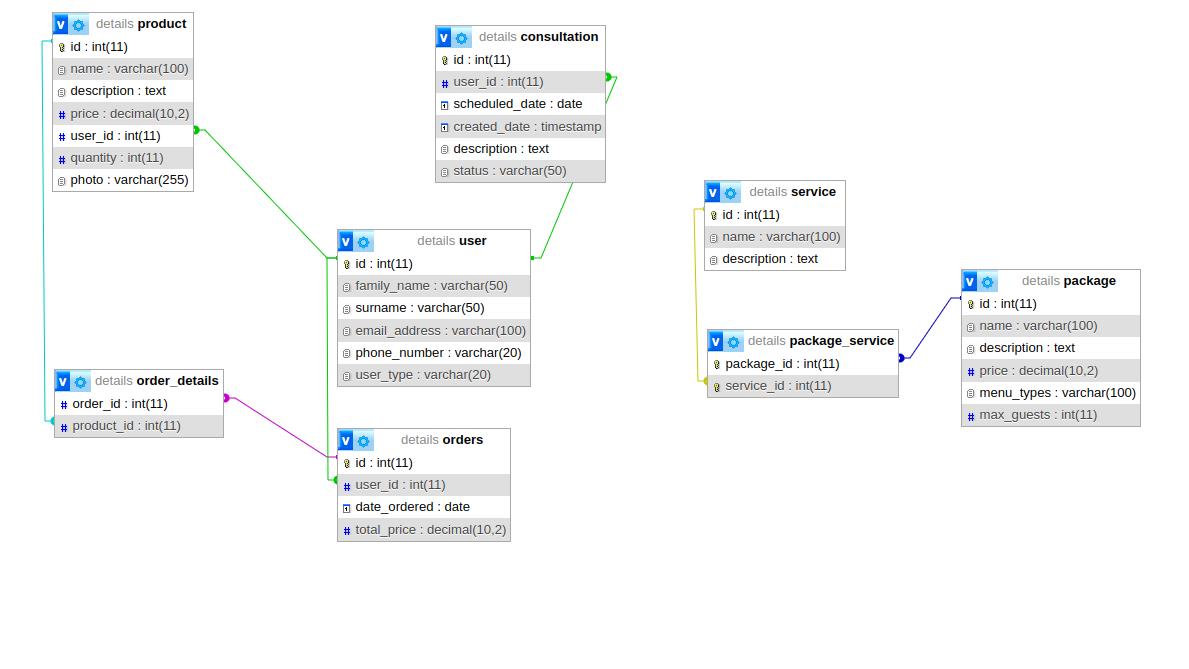 details product
id : int(11)
name : varchar(100)
description : text
price : decimal(10,2)
user_id : int(11)
quantity : int(11)
photo : varchar(255)
details consultation
id : int(11)
user_id : int(11)
scheduled_date : date
created_date : timestamp
description : text
status : varchar(50)
details service
id : int(11)
name : varchar(100)
description : text
details user
id : int(11)
family_name : varchar(50)
surname : varchar(50)
email_address : varchar(100)
phone_number : varchar(20)
user_type : varchar(20)
details package
id : int(11)
name : varchar(100)
description : text
price : decimal(10,2)
menu_types : varchar(100)
max_guests : int(11)
details package_service
package_id : int(11)
service_id : int(11)
details order_details
order_id : int(11)
product_id : int(11)
details orders
id : int(11)
user_id : int(11)
date_ordered : date
total_price : decimal(10,2)